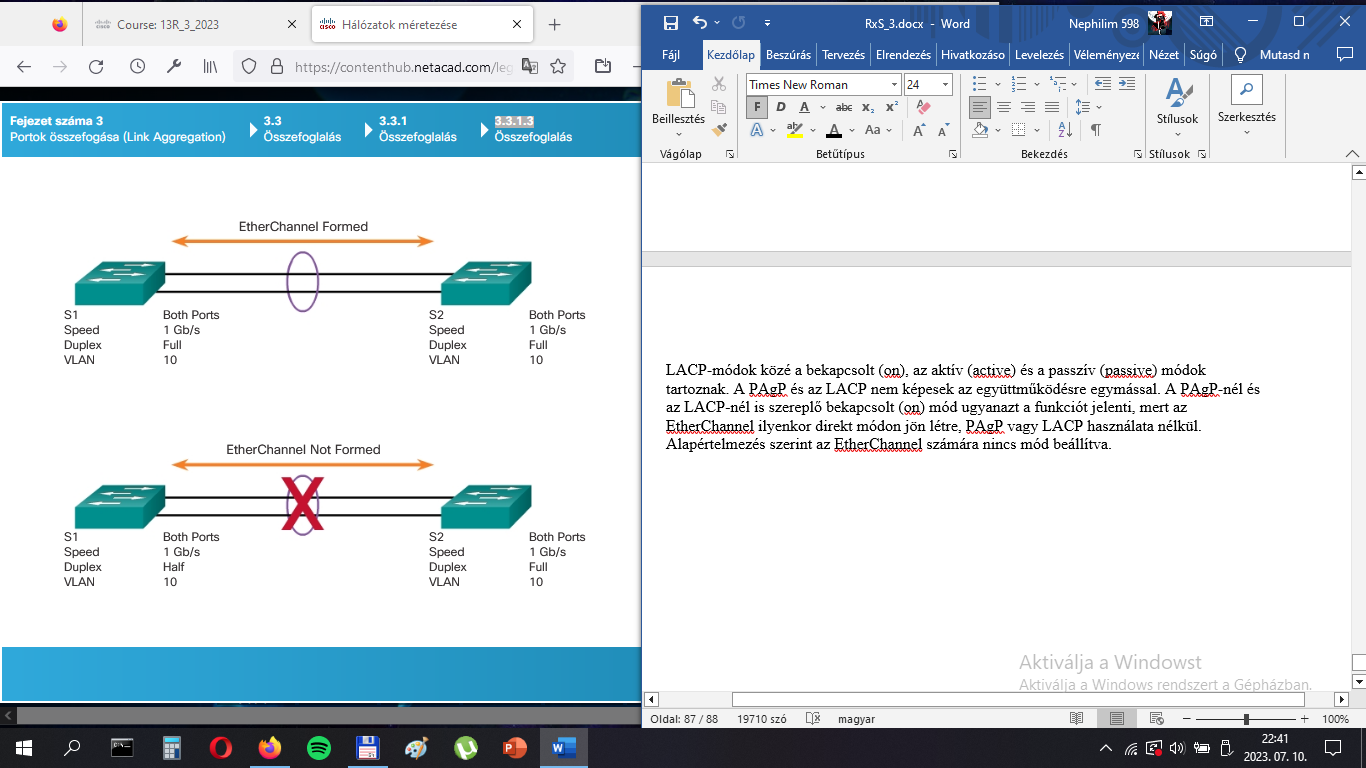 Course: 13R_3_2023
Hálózatok méretezése
https://contenthub.netacad.com/leg
Fejezet száma 3
Portok összefogása (Link Aggregation)
3.3
Összefoglalás
3.3.1
Összefoglalás
3.3.1.3
Összefoglalás
EtherChannel Formed
S1 Both Ports
Speed 1 Gb/s
Duplex Full
VLAN 10
S2 Both Ports
Speed 1 Gb/s
Duplex Full
VLAN 10
EtherChannel Not Formed
X
S1 Both Ports
Speed 1 Gb/s
Duplex Half
VLAN 10
S2 Both Ports
Speed 1 Gb/s
Duplex Full
VLAN 10
RxS_3.docx - Word
Nephilim 598
Fájl Kezdőlap Beszúrás Tervezés Elrendezés Hivatkozáso Levelezés Véleményez Nézet Súgó Mutasd n
Beillesztés
Times New Roman 24
F D A abc x₂ x²
Aa
Stílusok
Szerkesztés
Vágólap Betűtípus Bekezdés Stílusok
LACP-módok közé a bekapcsolt (on), az aktív (active) és a passzív (passive) módok
tartoznak. A PAgP és az LACP nem képesek az együttműködésre egymással. A PAgP-nél és
az LACP-nél is szereplő bekapcsolt (on) mód ugyanazt a funkciót jelenti, mert az
EtherChannel ilyenkor direkt módon jön létre, PAgP vagy LACP használata nélkül.
Alapértelmezés szerint az EtherChannel számára nincs mód beállítva.
Aktiválja a Windowst
Aktiválja a Windows rendszert a Gépházban.
Oldal: 87 / 88 19710 szó magyar 100%
22:41
2023. 07. 10.